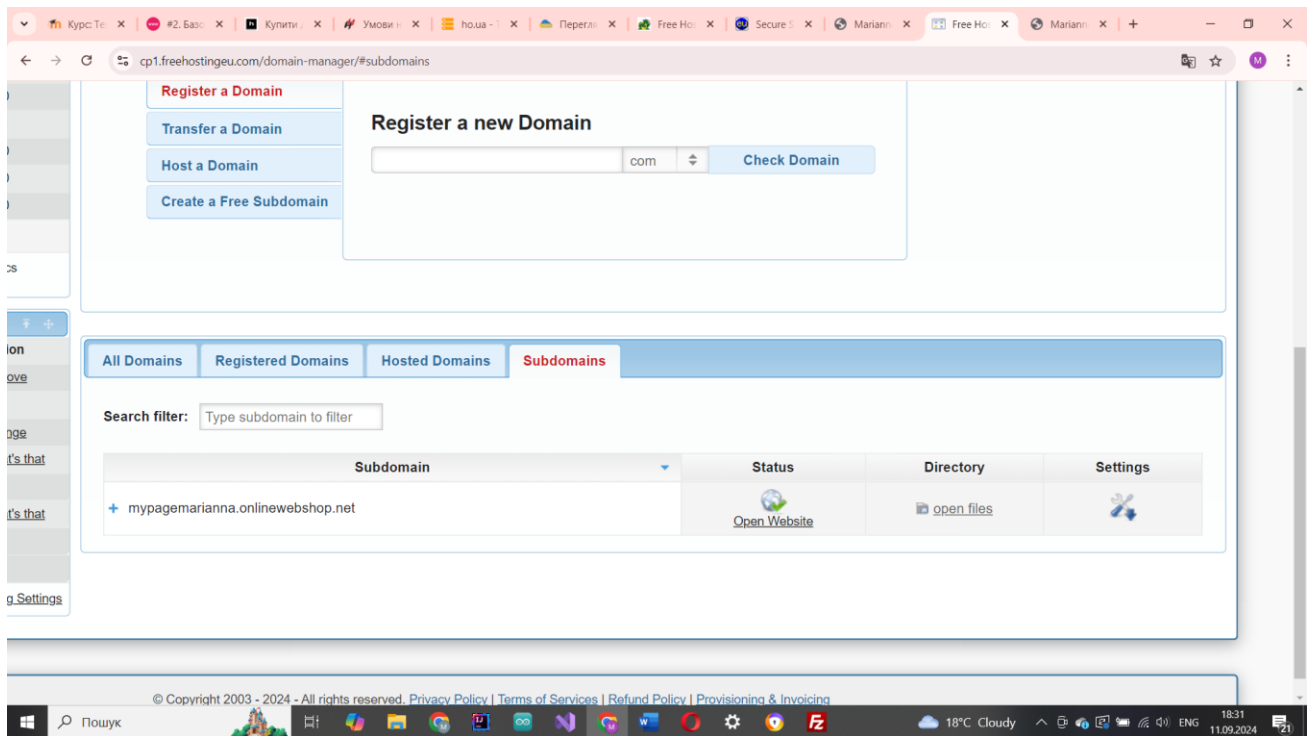 Курс: Те
#2. Базо
Купити
Умови н
ho.ua - T
Перегля
Free Hos
Secure S
Mariann
Free Hos
Mariann
cp1.freehostingeu.com/domain-manager/#subdomains
M
Register a Domain
Transfer a Domain
Host a Domain
Create a Free Subdomain
Register a new Domain
com
Check Domain
cs
ion
ove
nge
t's that
t's that
g Settings
All Domains
Registered Domains
Hosted Domains
Subdomains
Search filter:
Type subdomain to filter
Subdomain Status Directory Settings
+ mypagemarianna.onlinewebshop.net
Open Website
open files
© Copyright 2003 - 2024 - All rights reserved. Privacy Policy | Terms of Services | Refund Policy | Provisioning & Invoicing
Пошук
18°C Cloudy
ENG
18:31
11.09.2024
21